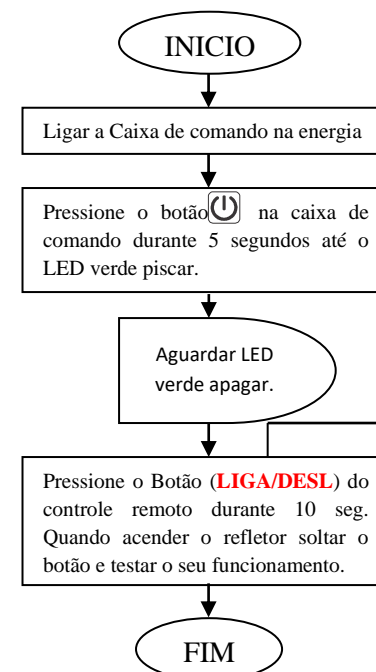 INICIO
Ligar a Caixa de comando na energia
Pressione o botão na caixa de
comando durante 5 segundos até o
LED verde piscar.
Aguardar LED
verde apagar.
Pressione o Botão (LIGA/DESL) do
controle remoto durante 10 seg.
Quando acender o refletor soltar o
botão e testar o seu funcionamento.
FIM